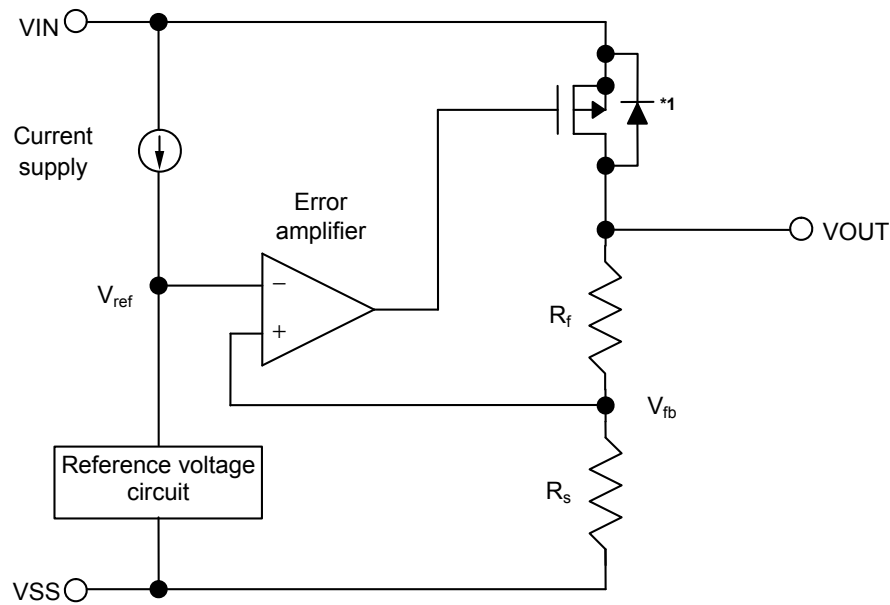 VIN
*1
Current
supply
Error
amplifier
VOUT
Vref
−
+
Rf
Vfb
Reference voltage
circuit
Rs
VSS